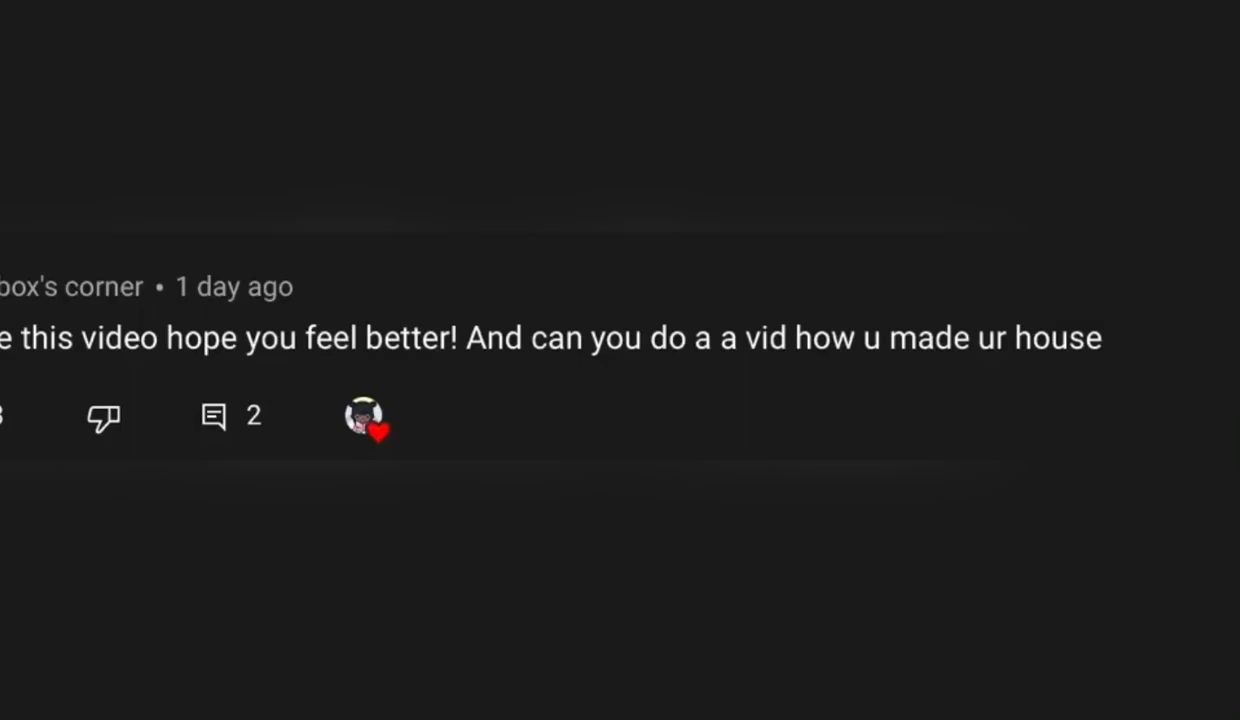 box's corner • 1 day ago
e this video hope you feel better! And can you do a a vid how u made ur house
2